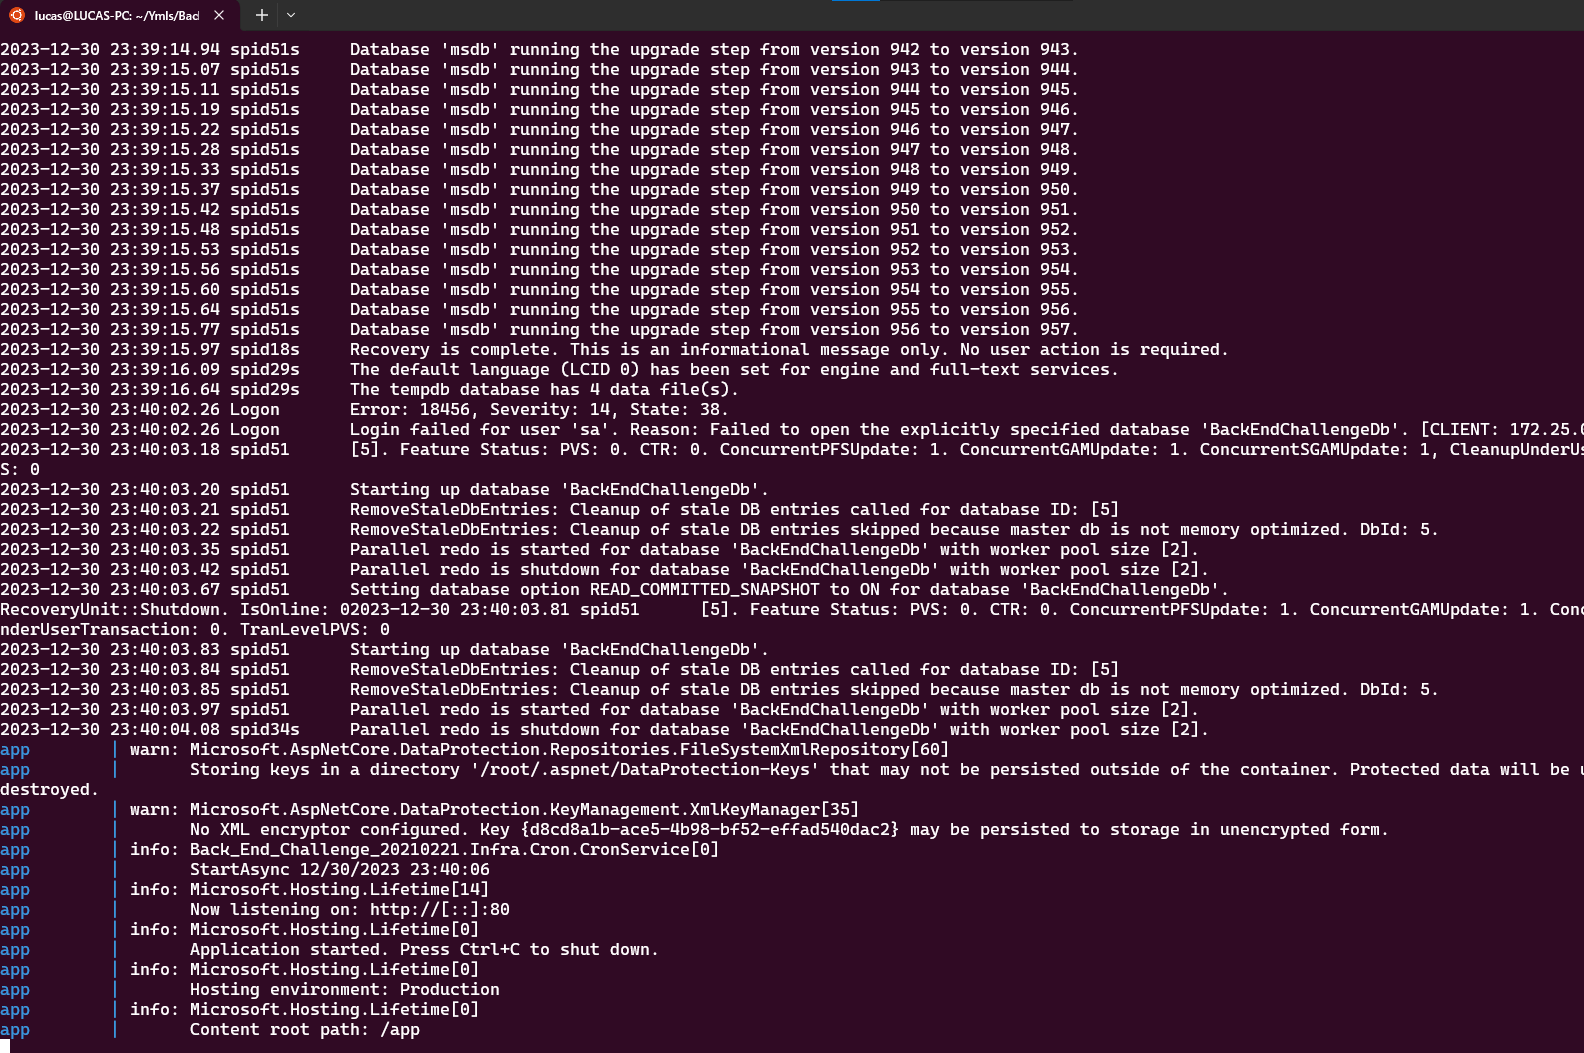 lucas@LUCAS-PC: ~/Ymls/Bac
2023-12-30 23:39:14.94 spid51s     Database 'msdb' running the upgrade step from version 942 to version 943.
2023-12-30 23:39:15.07 spid51s     Database 'msdb' running the upgrade step from version 943 to version 944.
2023-12-30 23:39:15.11 spid51s     Database 'msdb' running the upgrade step from version 944 to version 945.
2023-12-30 23:39:15.19 spid51s     Database 'msdb' running the upgrade step from version 945 to version 946.
2023-12-30 23:39:15.22 spid51s     Database 'msdb' running the upgrade step from version 946 to version 947.
2023-12-30 23:39:15.28 spid51s     Database 'msdb' running the upgrade step from version 947 to version 948.
2023-12-30 23:39:15.33 spid51s     Database 'msdb' running the upgrade step from version 948 to version 949.
2023-12-30 23:39:15.37 spid51s     Database 'msdb' running the upgrade step from version 949 to version 950.
2023-12-30 23:39:15.42 spid51s     Database 'msdb' running the upgrade step from version 950 to version 951.
2023-12-30 23:39:15.48 spid51s     Database 'msdb' running the upgrade step from version 951 to version 952.
2023-12-30 23:39:15.53 spid51s     Database 'msdb' running the upgrade step from version 952 to version 953.
2023-12-30 23:39:15.56 spid51s     Database 'msdb' running the upgrade step from version 953 to version 954.
2023-12-30 23:39:15.60 spid51s     Database 'msdb' running the upgrade step from version 954 to version 955.
2023-12-30 23:39:15.64 spid51s     Database 'msdb' running the upgrade step from version 955 to version 956.
2023-12-30 23:39:15.77 spid51s     Database 'msdb' running the upgrade step from version 956 to version 957.
2023-12-30 23:39:15.97 spid18s     Recovery is complete. This is an informational message only. No user action is required.
2023-12-30 23:39:16.09 spid29s     The default language (LCID 0) has been set for engine and full-text services.
2023-12-30 23:39:16.64 spid29s     The tempdb database has 4 data file(s).
2023-12-30 23:40:02.26 Logon       Error: 18456, Severity: 14, State: 38.
2023-12-30 23:40:02.26 Logon       Login failed for user 'sa'. Reason: Failed to open the explicitly specified database 'BackEndChallengeDb'. [CLIENT: 172.25.0
2023-12-30 23:40:03.18 spid51      [5]. Feature Status: PVS: 0. CTR: 0. ConcurrentPFSUpdate: 1. ConcurrentGAMUpdate: 1. ConcurrentSGAMUpdate: 1, CleanupUnderUs
S: 0
2023-12-30 23:40:03.20 spid51      Starting up database 'BackEndChallengeDb'.
2023-12-30 23:40:03.21 spid51      RemoveStaleDbEntries: Cleanup of stale DB entries called for database ID: [5]
2023-12-30 23:40:03.22 spid51      RemoveStaleDbEntries: Cleanup of stale DB entries skipped because master db is not memory optimized. DbId: 5.
2023-12-30 23:40:03.35 spid51      Parallel redo is started for database 'BackEndChallengeDb' with worker pool size [2].
2023-12-30 23:40:03.42 spid51      Parallel redo is shutdown for database 'BackEndChallengeDb' with worker pool size [2].
2023-12-30 23:40:03.67 spid51      Setting database option READ_COMMITTED_SNAPSHOT to ON for database 'BackEndChallengeDb'.
RecoveryUnit::Shutdown. IsOnline: 02023-12-30 23:40:03.81 spid51      [5]. Feature Status: PVS: 0. CTR: 0. ConcurrentPFSUpdate: 1. ConcurrentGAMUpdate: 1. Conc
nderUserTransaction: 0. TranLevelPVS: 0
2023-12-30 23:40:03.83 spid51      Starting up database 'BackEndChallengeDb'.
2023-12-30 23:40:03.84 spid51      RemoveStaleDbEntries: Cleanup of stale DB entries called for database ID: [5]
2023-12-30 23:40:03.85 spid51      RemoveStaleDbEntries: Cleanup of stale DB entries skipped because master db is not memory optimized. DbId: 5.
2023-12-30 23:40:03.97 spid51      Parallel redo is started for database 'BackEndChallengeDb' with worker pool size [2].
2023-12-30 23:40:04.08 spid34s     Parallel redo is shutdown for database 'BackEndChallengeDb' with worker pool size [2].
app        | warn: Microsoft.AspNetCore.DataProtection.Repositories.FileSystemXmlRepository[60]
app        |       Storing keys in a directory '/root/.aspnet/DataProtection-Keys' that may not be persisted outside of the container. Protected data will be u
destroyed.
app        | warn: Microsoft.AspNetCore.DataProtection.KeyManagement.XmlKeyManager[35]
app        |       No XML encryptor configured. Key {d8cd8a1b-ace5-4b98-bf52-effad540dac2} may be persisted to storage in unencrypted form.
app        | info: Back_End_Challenge_20210221.Infra.Cron.CronService[0]
app        |       StartAsync 12/30/2023 23:40:06
app        | info: Microsoft.Hosting.Lifetime[14]
app        |       Now listening on: http://[::]:80
app        | info: Microsoft.Hosting.Lifetime[0]
app        |       Application started. Press Ctrl+C to shut down.
app        | info: Microsoft.Hosting.Lifetime[0]
app        |       Hosting environment: Production
app        | info: Microsoft.Hosting.Lifetime[0]
app        |       Content root path: /app